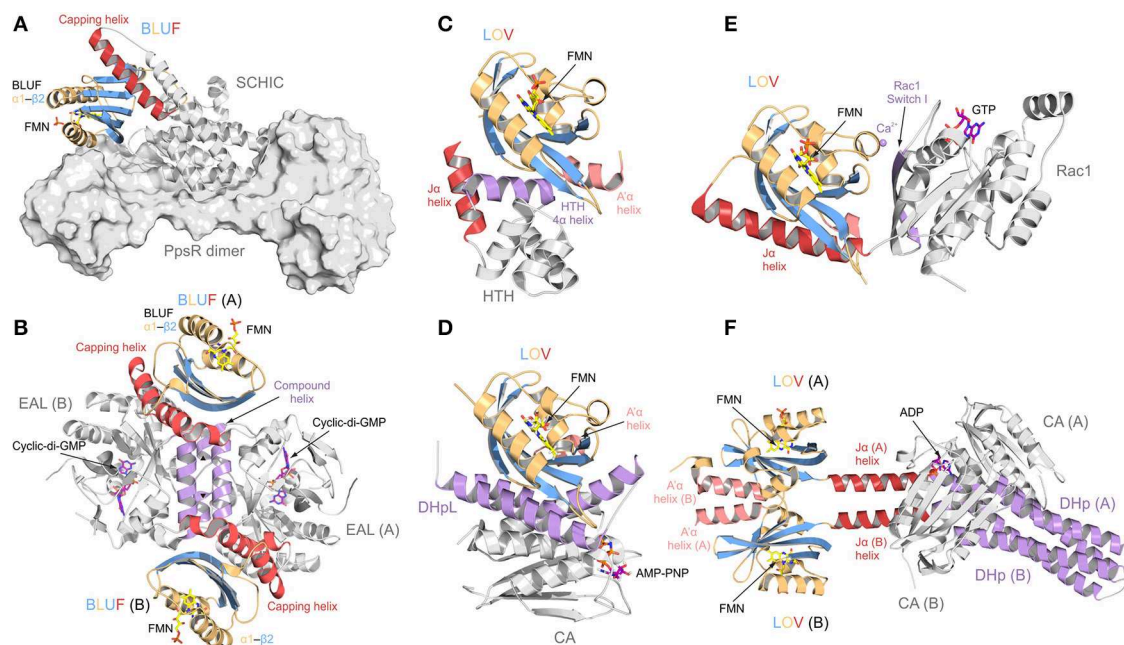 A
Capping helix
BLUF
SCHIC
BLUF
α1–β2
FMN
PpsR dimer
B
BLUF (A)
BLUF
α1–β2
FMN
Capping helix
Compound
helix
EAL (B)
Cyclic-di-GMP
Cyclic-di-GMP
EAL (A)
BLUF (B)
Capping helix
FMN
α1–β2
C
LOV
FMN
Jα
helix
HTH
4α helix
A'α
helix
HTH
D
LOV
FMN
A'α
helix
DHpL
AMP-PNP
CA
E
LOV
FMN
Rac1
Switch I
Ca²⁺
GTP
Rac1
Jα
helix
F
LOV (A)
FMN
ADP
CA (A)
Jα (A)
helix
A'α
helix (B)
DHp (A)
A'α
helix (A)
Jα (B)
helix
DHp (B)
FMN
CA (B)
LOV (B)